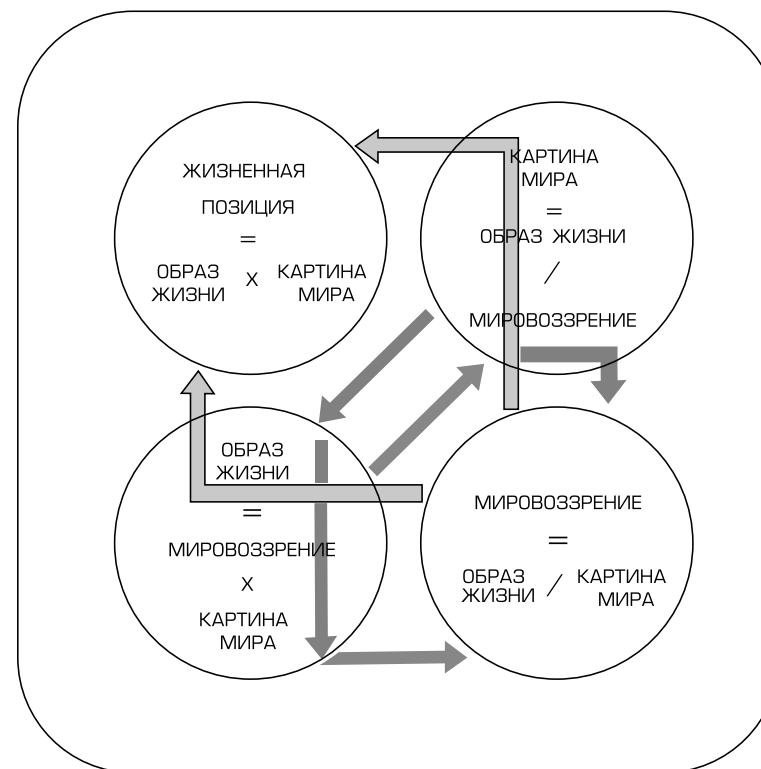 ЖИЗНЕННАЯ
ПОЗИЦИЯ
=
ОБРАЗ ЖИЗНИ X КАРТИНА МИРА
КАРТИНА
МИРА
=
ОБРАЗ ЖИЗНИ
/
МИРОВОЗЗРЕНИЕ
ОБРАЗ
ЖИЗНИ
=
МИРОВОЗЗРЕНИЕ
X
КАРТИНА
МИРА
МИРОВОЗЗРЕНИЕ
=
ОБРАЗ ЖИЗНИ / КАРТИНА МИРА